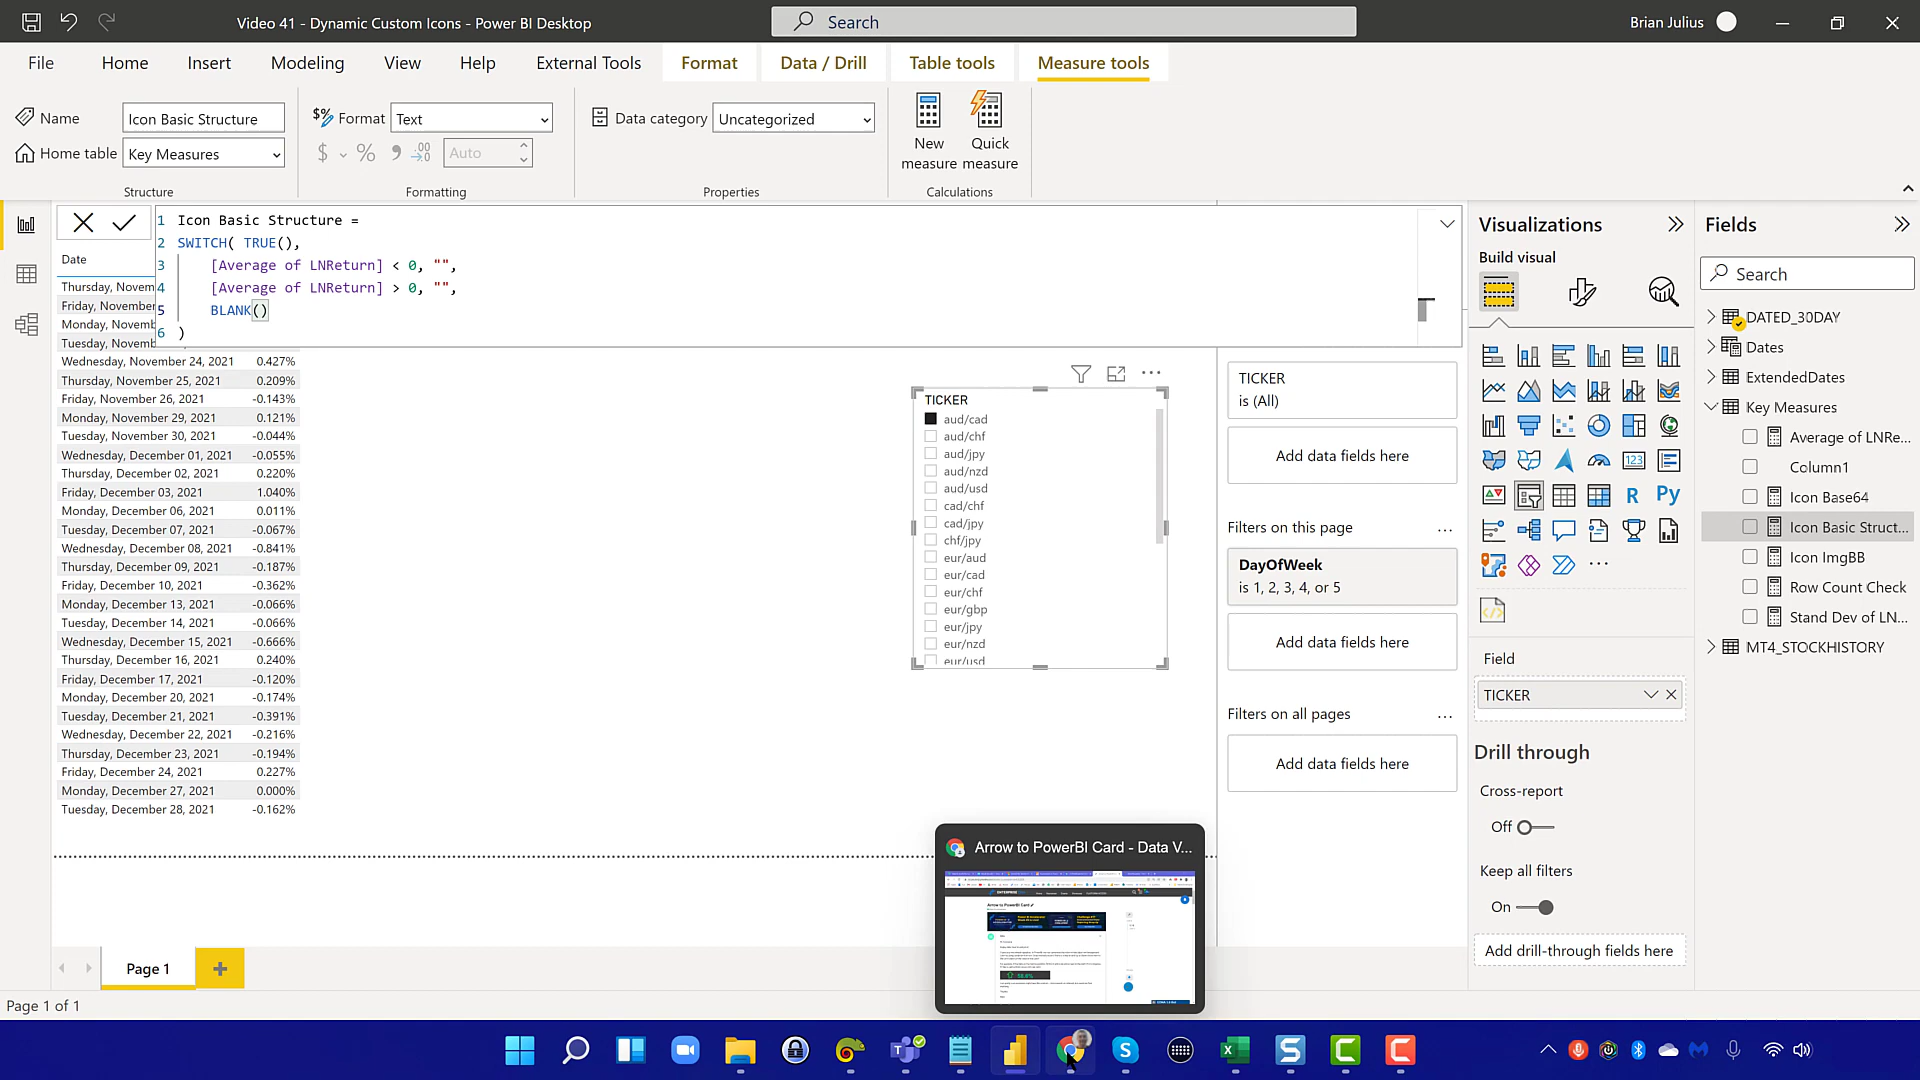 Video 41 - Dynamic Custom Icons - Power BI Desktop
Search
Brian Julius
File Home Insert Modeling View Help External Tools Format Data / Drill Table tools Measure tools
Name Icon Basic Structure
Format Text
Data category Uncategorized
Home table Key Measures
$ % 9 .00 Auto
New measure
Quick measure
Structure Formatting Properties Calculations
1 Icon Basic Structure =
2 SWITCH( TRUE(),
3 [Average of LNReturn] < 0, "",
4 [Average of LNReturn] > 0, "",
5 BLANK()
6 )
Date
Thursday, Novem
Friday, November
Monday, Novemb
Tuesday, Novemb
Wednesday, November 24, 2021 0.427%
Thursday, November 25, 2021 0.209%
Friday, November 26, 2021 -0.143%
Monday, November 29, 2021 0.121%
Tuesday, November 30, 2021 -0.044%
Wednesday, December 01, 2021 -0.055%
Thursday, December 02, 2021 0.220%
Friday, December 03, 2021 1.040%
Monday, December 06, 2021 0.011%
Tuesday, December 07, 2021 -0.067%
Wednesday, December 08, 2021 -0.841%
Thursday, December 09, 2021 -0.187%
Friday, December 10, 2021 -0.362%
Monday, December 13, 2021 -0.066%
Tuesday, December 14, 2021 -0.066%
Wednesday, December 15, 2021 -0.666%
Thursday, December 16, 2021 0.240%
Friday, December 17, 2021 -0.120%
Monday, December 20, 2021 -0.174%
Tuesday, December 21, 2021 -0.391%
Wednesday, December 22, 2021 -0.216%
Thursday, December 23, 2021 -0.194%
Friday, December 24, 2021 0.227%
Monday, December 27, 2021 0.000%
Tuesday, December 28, 2021 -0.162%
TICKER
aud/cad
aud/chf
aud/jpy
aud/nzd
aud/usd
cad/chf
cad/jpy
chf/jpy
eur/aud
eur/cad
eur/chf
eur/gbp
eur/jpy
eur/nzd
eur/usd
TICKER
is (All)
Add data fields here
Filters on this page ...
DayOfWeek
is 1, 2, 3, 4, or 5
Add data fields here
Filters on all pages ...
Add data fields here
Visualizations
Build visual
123
R Py
Field
TICKER
Drill through
Cross-report
Off
Keep all filters
On
Add drill-through fields here
Fields
Search
DATED_30DAY
Dates
ExtendedDates
Key Measures
Average of LNRe...
Column1
Icon Base64
Icon Basic Struct...
Icon ImgBB
Row Count Check
Stand Dev of LN...
MT4_STOCKHISTORY
Arrow to PowerBI Card - Data V...
Page 1
Page 1 of 1